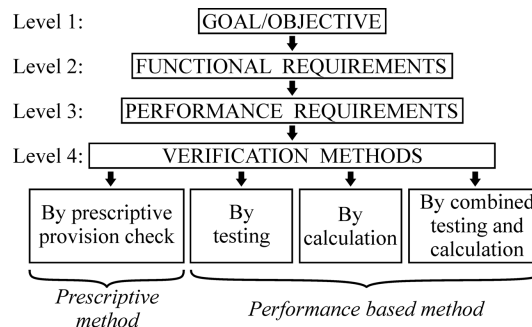 Level 1: GOAL/OBJECTIVE
Level 2: FUNCTIONAL REQUIREMENTS
Level 3: PERFORMANCE REQUIREMENTS
Level 4: VERIFICATION METHODS
By prescriptive
provision check
By
testing
By
calculation
By combined
testing and
calculation
Prescriptive
method
Performance based method